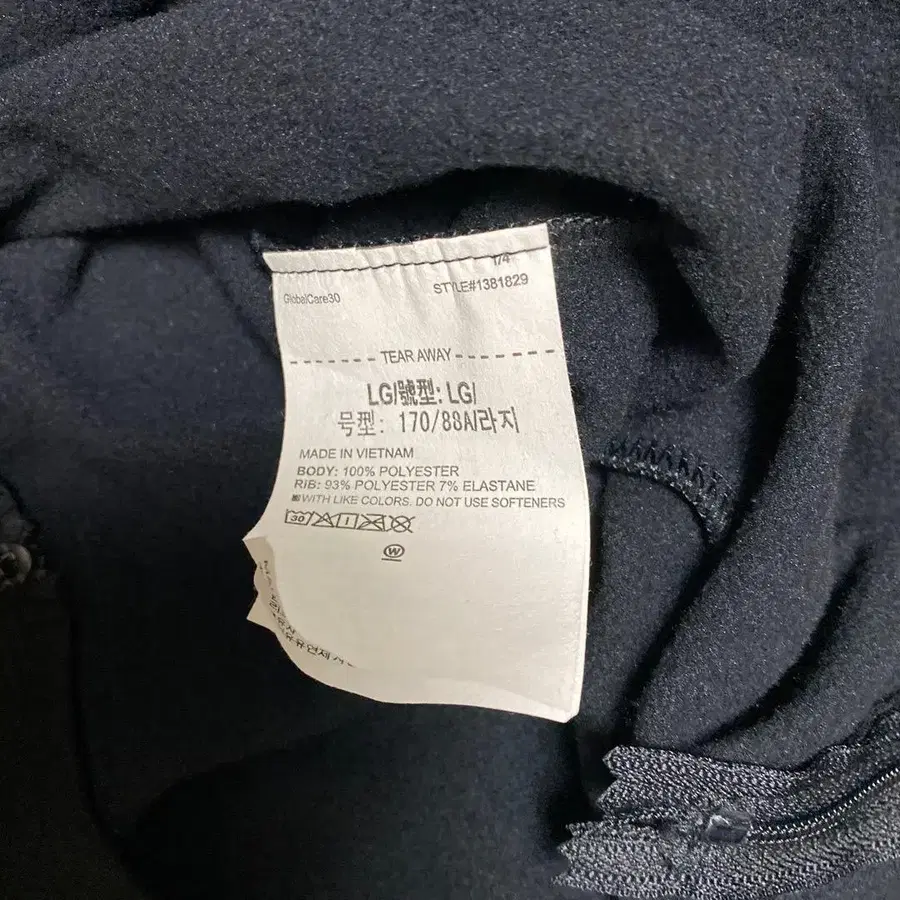 1/4
GlobalCare30 STYLE#1381829
TEAR AWAY
LG/號型: LG/
号型: 170/88A/라지
MADE IN VIETNAM
BODY: 100% POLYESTER
RIB: 93% POLYESTER 7% ELASTANE
WITH LIKE COLORS. DO NOT USE SOFTENERS
30
W